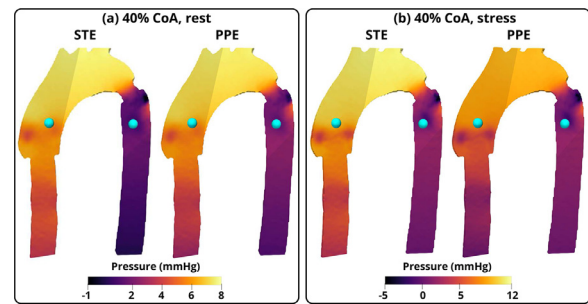 (a) 40% CoA, rest
STE PPE
Pressure (mmHg)
-1 2 4 6 8
(b) 40% CoA, stress
STE PPE
Pressure (mmHg)
-5 0 5 12